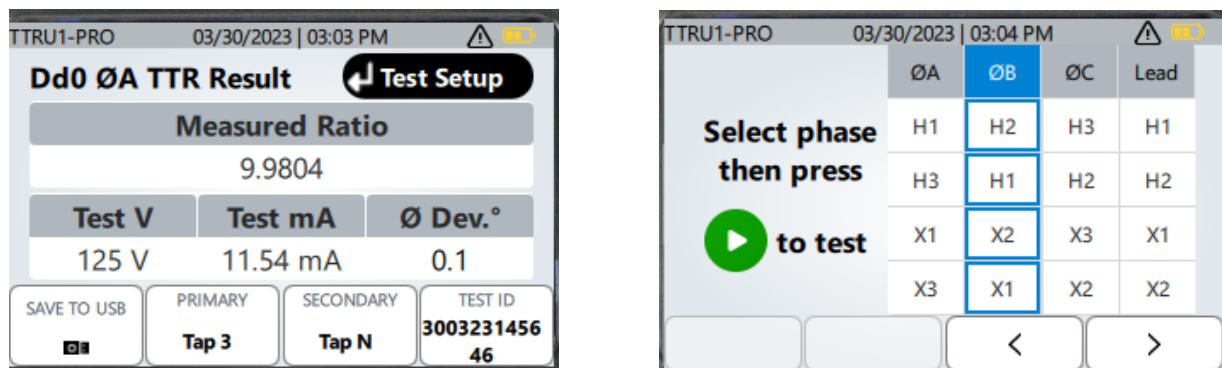 TTRU1-PRO 03/30/2023 | 03:03 PM
Dd0 ØA TTR Result Test Setup
Measured Ratio
9.9804
Test V Test mA Ø Dev.°
125 V 11.54 mA 0.1
SAVE TO USB PRIMARY SECONDARY TEST ID
Tap 3 Tap N 3003231456
46
TTRU1-PRO 03/30/2023 | 03:04 PM
ØA ØB ØC Lead
Select phase
then press
to test
H1 H2 H3 H1
H3 H1 H2 H2
X1 X2 X3 X1
X3 X1 X2 X2
< >